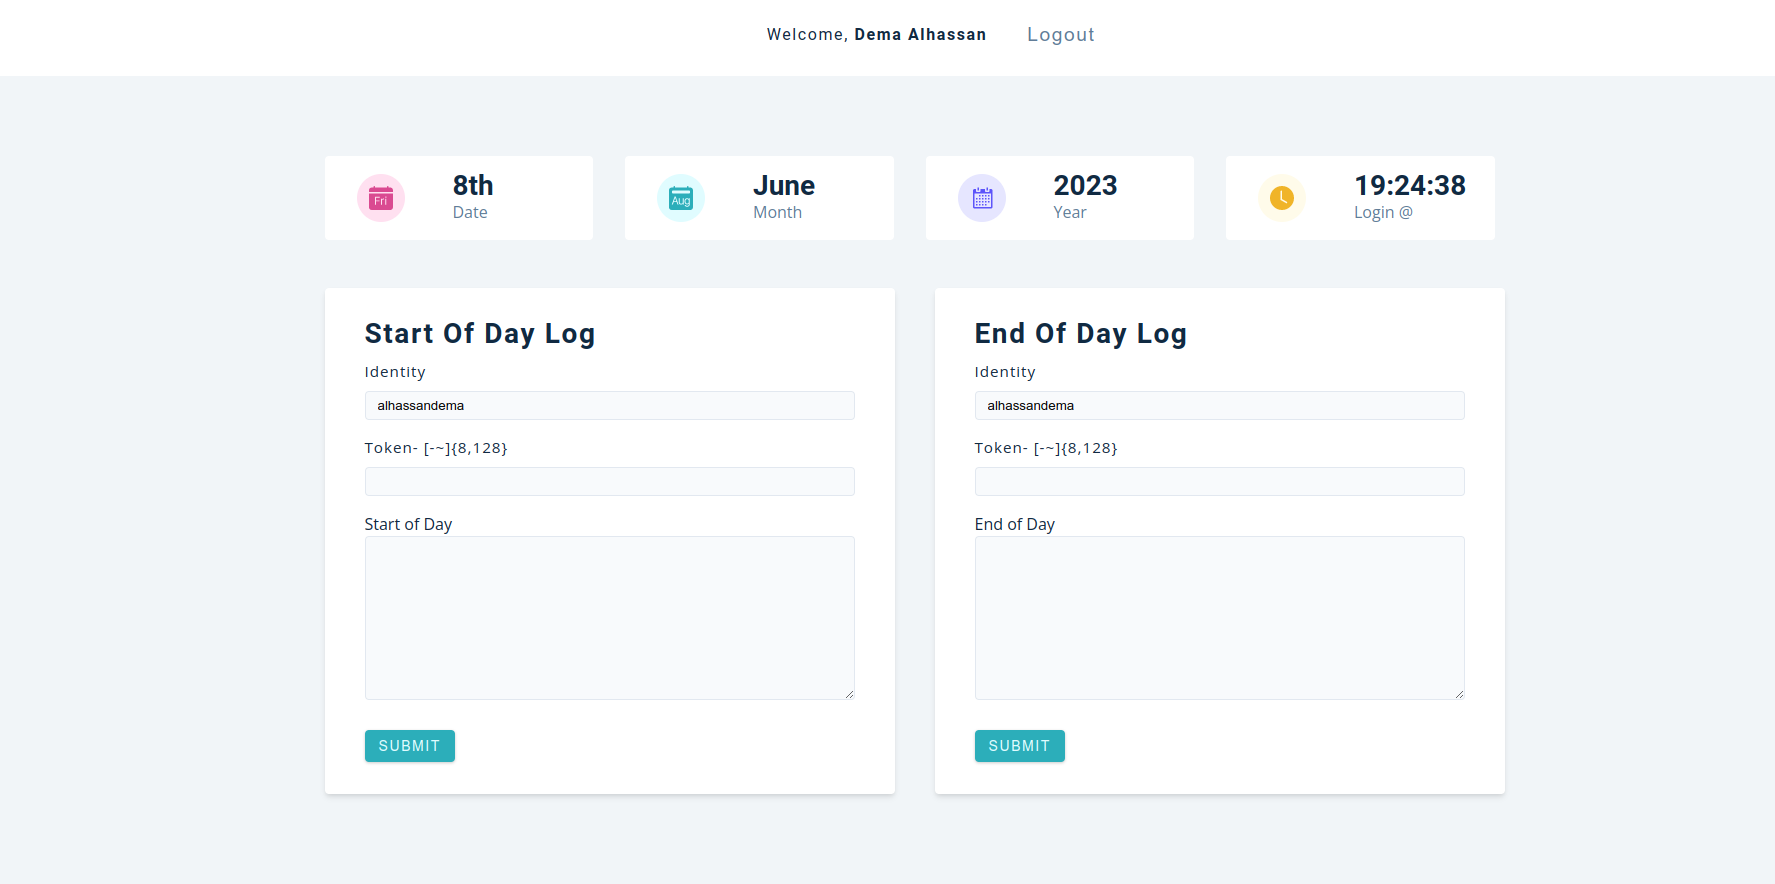 Welcome, Dema Alhassan Logout
Fri 8th
Date
Aug June
Month
2023
Year
19:24:38
Login @
Start Of Day Log
Identity
alhassandema
Token- [-~]{8,128}
Start of Day
SUBMIT
End Of Day Log
Identity
alhassandema
Token- [-~]{8,128}
End of Day
SUBMIT